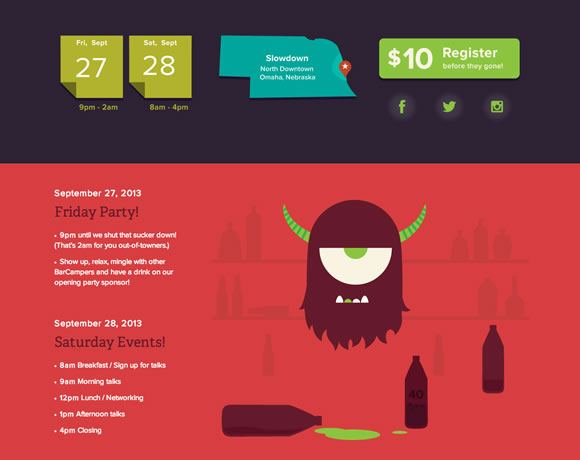 Fri, Sept
27
9pm - 2am
Sat, Sept
28
8am - 4pm
Slowdown
North Downtown
Omaha, Nebraska
$10 Register
before they gone!
September 27, 2013
Friday Party!
• 9pm until we shut that sucker down!
(That's 2am for you out-of-towners.)
• Show up, relax, mingle with other
BarCampers and have a drink on our
opening party sponsor!
September 28, 2013
Saturday Events!
• 8am Breakfast / Sign up for talks
• 9am Morning talks
• 12pm Lunch / Networking
• 1pm Afternoon talks
• 4pm Closing
40